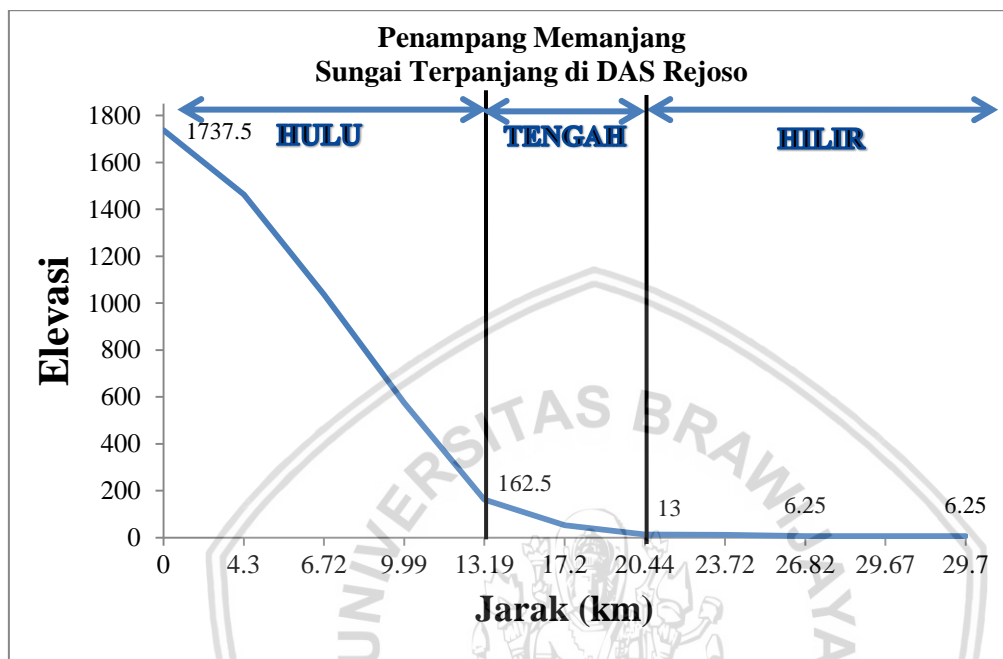 Penampang Memanjang
Sungai Terpanjang di DAS Rejoso
HULU
TENGAH
HILIR
Elevasi
1800
1600
1400
1200
1000
800
600
400
200
0
1737.5
162.5
13
6.25
6.25
0 4.3 6.72 9.99 13.19 17.2 20.44 23.72 26.82 29.67 29.7
Jarak (km)
UNIVERSITAS BRAWIJAYA